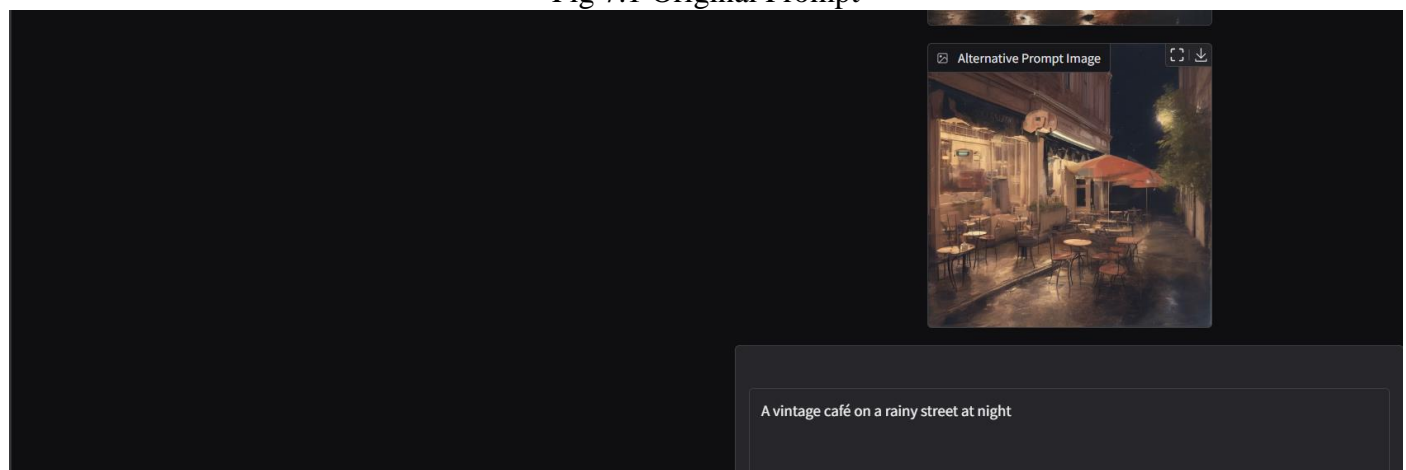 Fig 7.1 Original Prompt
Alternative Prompt Image
A vintage café on a rainy street at night